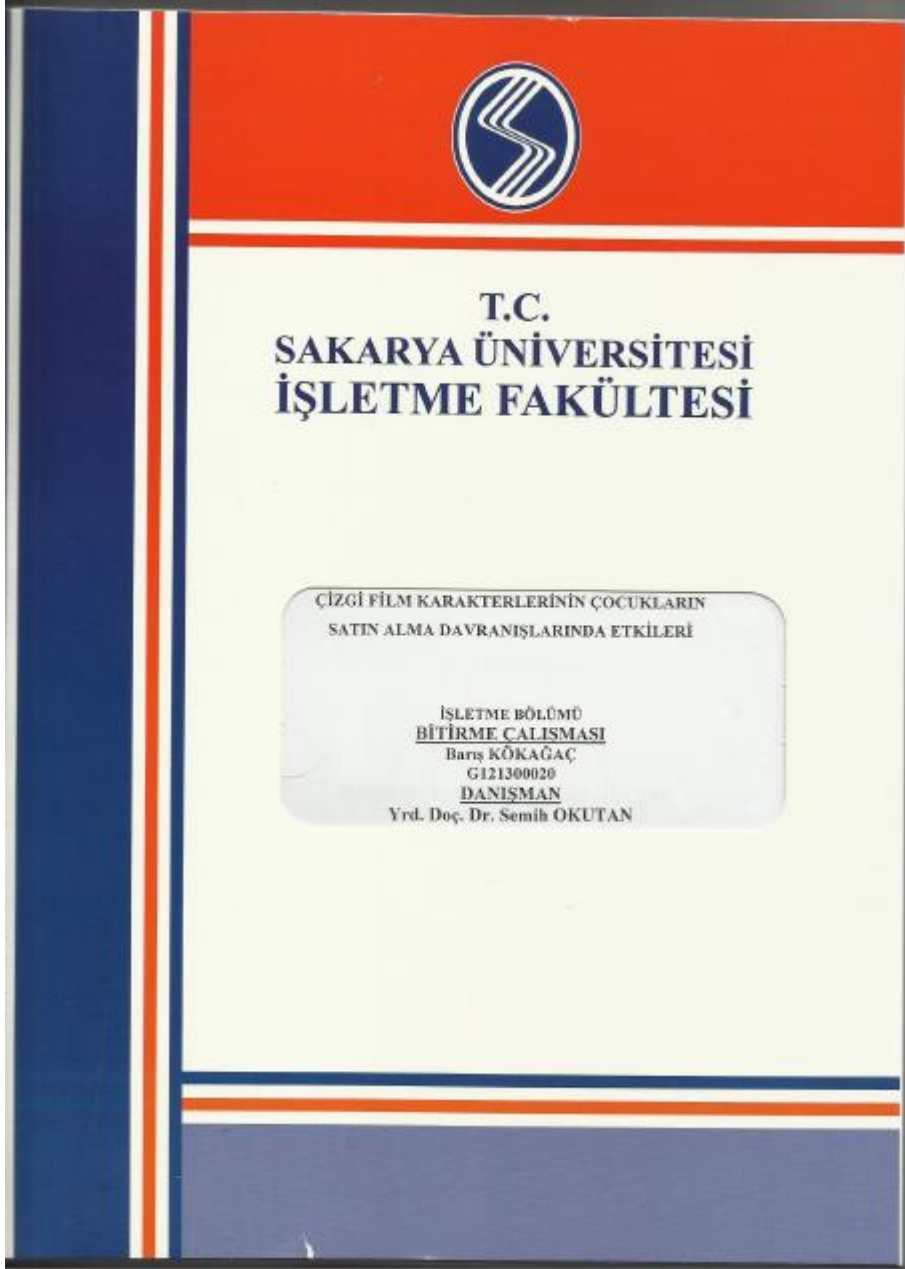 T.C.
SAKARYA ÜNİVERSİTESİ
İŞLETME FAKÜLTESİ
ÇİZGİ FİLM KARAKTERLERİNİN ÇOCUKLARIN
SATIN ALMA DAVRANIŞLARINDA ETKİLERİ
İŞLETME BÖLÜMÜ
BİTİRME ÇALIŞMASI
Barış KÖKAĞAÇ
G121300020
DANIŞMAN
Yrd. Doç. Dr. Semih OKUTAN